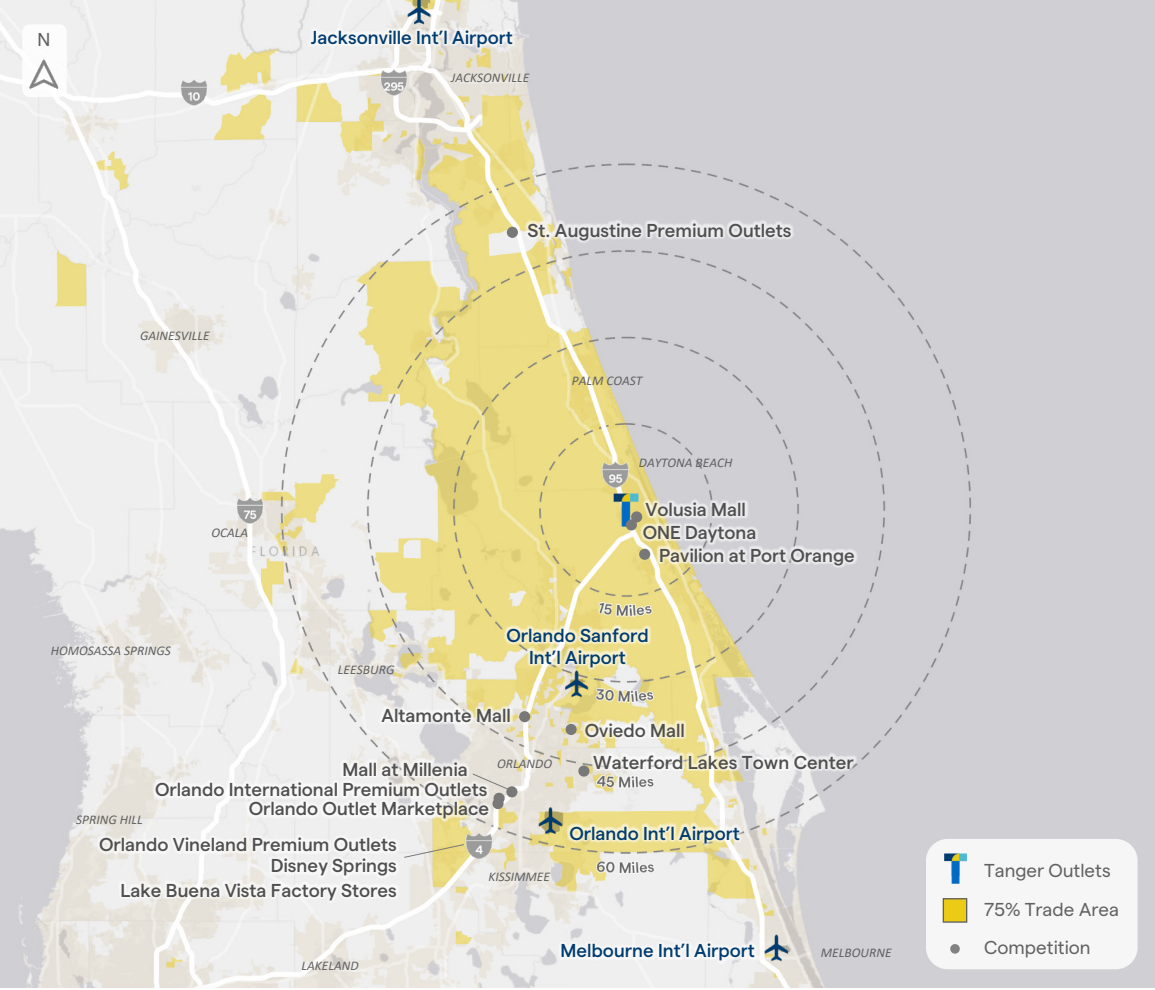 Jacksonville Int'l Airport
N
JACKSONVILLE
295
10
St. Augustine Premium Outlets
GAINESVILLE
PALM COAST
DAYTONA BEACH
95
Volusia Mall
75
ONE Daytona
OCALA
FLORIDA
Pavilion at Port Orange
15 Miles
Orlando Sanford
Int'l Airport
HOMOSASSA SPRINGS
LEESBURG
30 Miles
Altamonte Mall
Oviedo Mall
ORLANDO
Waterford Lakes Town Center
Mall at Millenia
45 Miles
Orlando International Premium Outlets
Orlando Outlet Marketplace
SPRING HILL
Orlando Int'l Airport
Orlando Vineland Premium Outlets
4
Disney Springs
60 Miles
KISSIMMEE
Lake Buena Vista Factory Stores
Tanger Outlets
75% Trade Area
Competition
Melbourne Int'l Airport
MELBOURNE
LAKELAND